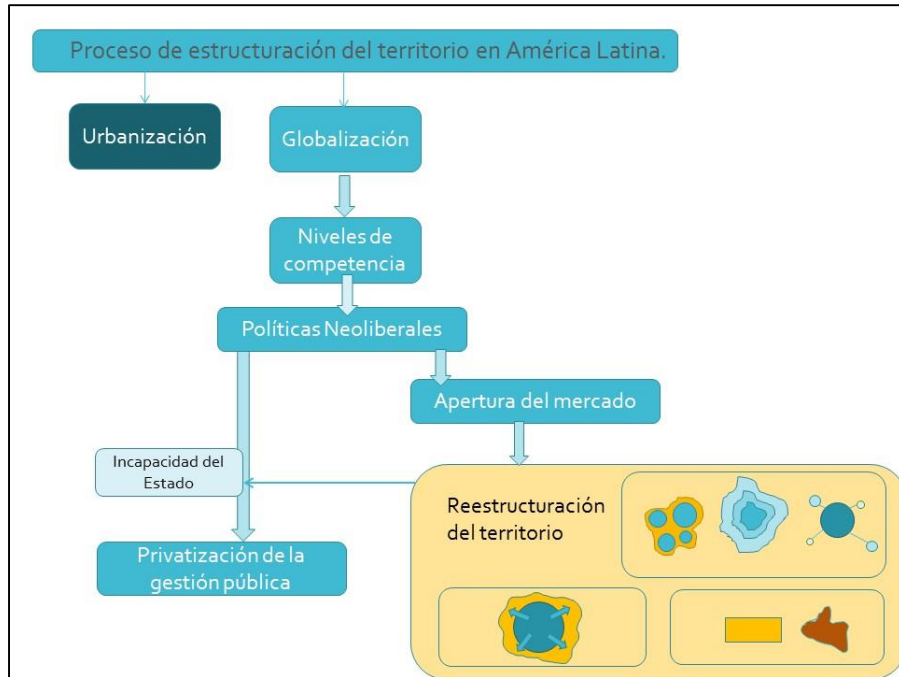 Proceso de estructuración del territorio en América Latina.
Urbanización
Globalización
Niveles de
competencia
Políticas Neoliberales
Apertura del mercado
Incapacidad del
Estado
Reestructuración
del territorio
Privatización de la
gestión pública